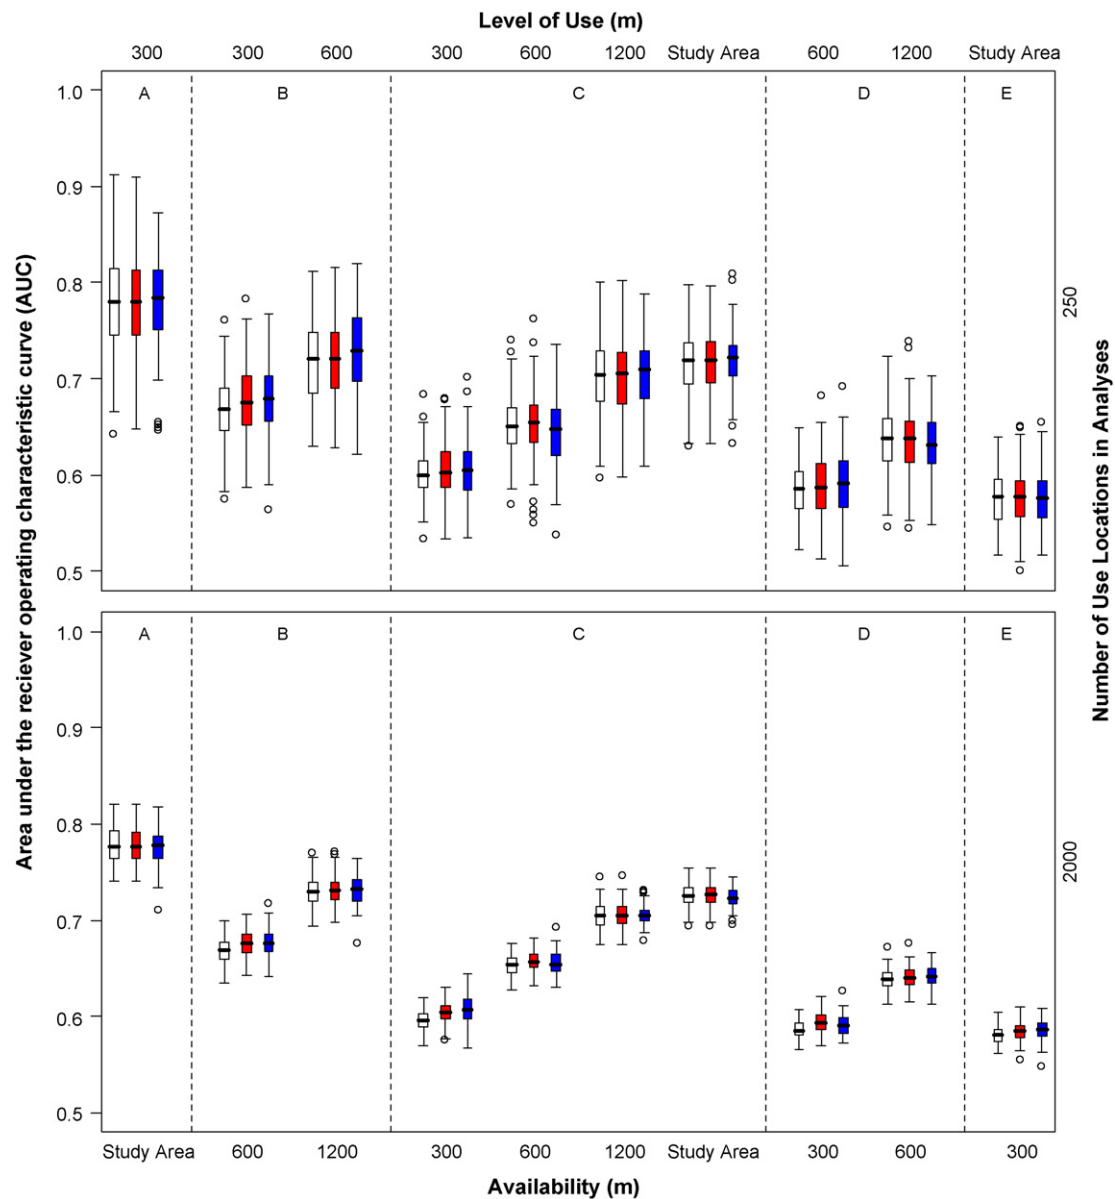 Level of Use (m)
300 300 600 300 600 1200 Study Area 600 1200 Study Area
A B C D E
1.0
0.9
0.8
0.7
0.6
0.5
250
A B C D E
1.0
0.9
0.8
0.7
0.6
0.5
2000
Study Area 600 1200 300 600 1200 Study Area 300 600 300
Availability (m)
Area under the reciever operating characteristic curve (AUC)
Number of Use Locations in Analyses